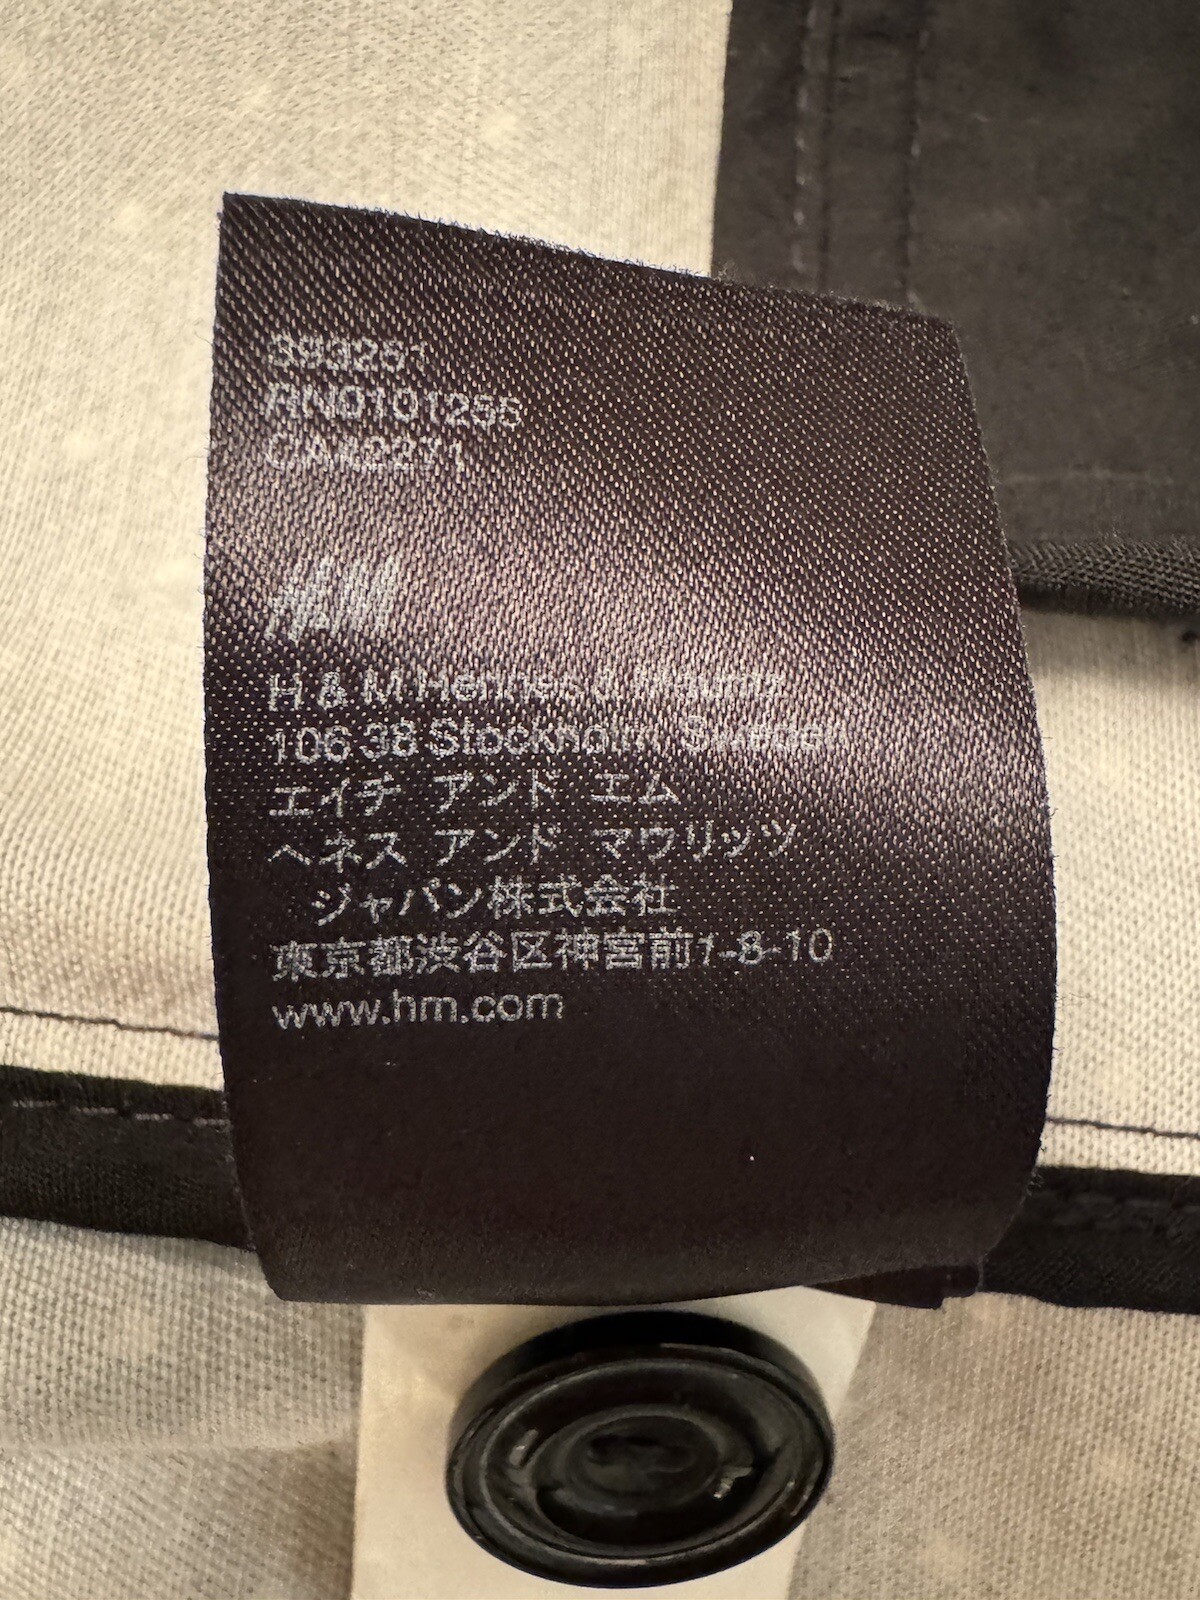 393251
RN0101255
CA42271
H&M
H & M Hennes & Mauritz
106 38 Stockholm, Sweden
エイチ アンド エム
ヘネス アンド マウリッツ
ジャパン株式会社
東京都渋谷区神宮前1-8-10
www.hm.com